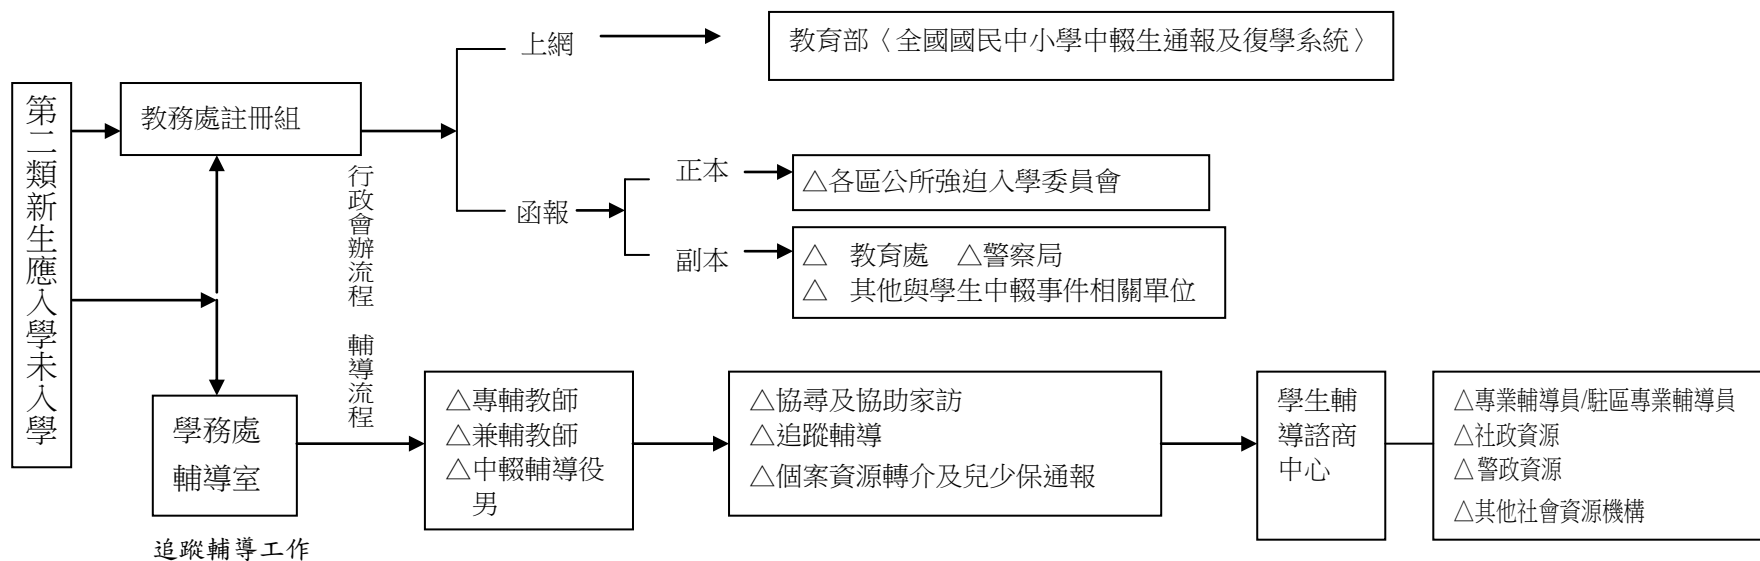 上網
教育部〈全國國民中小學中輟生通報及復學系統〉
第二類新生應入學未入學
教務處註冊組
行政會辦流程 輔導流程
正本
△各區公所強迫入學委員會
函報
副本
△ 教育處 △警察局
△ 其他與學生中輟事件相關單位
學務處
輔導室
追蹤輔導工作
△專輔教師
△兼輔教師
△中輟輔導役
男
△協尋及協助家訪
△追蹤輔導
△個案資源轉介及兒少保通報
學生輔
導諮商
中心
△專業輔導員/駐區專業輔導員
△社政資源
△警政資源
△其他社會資源機構